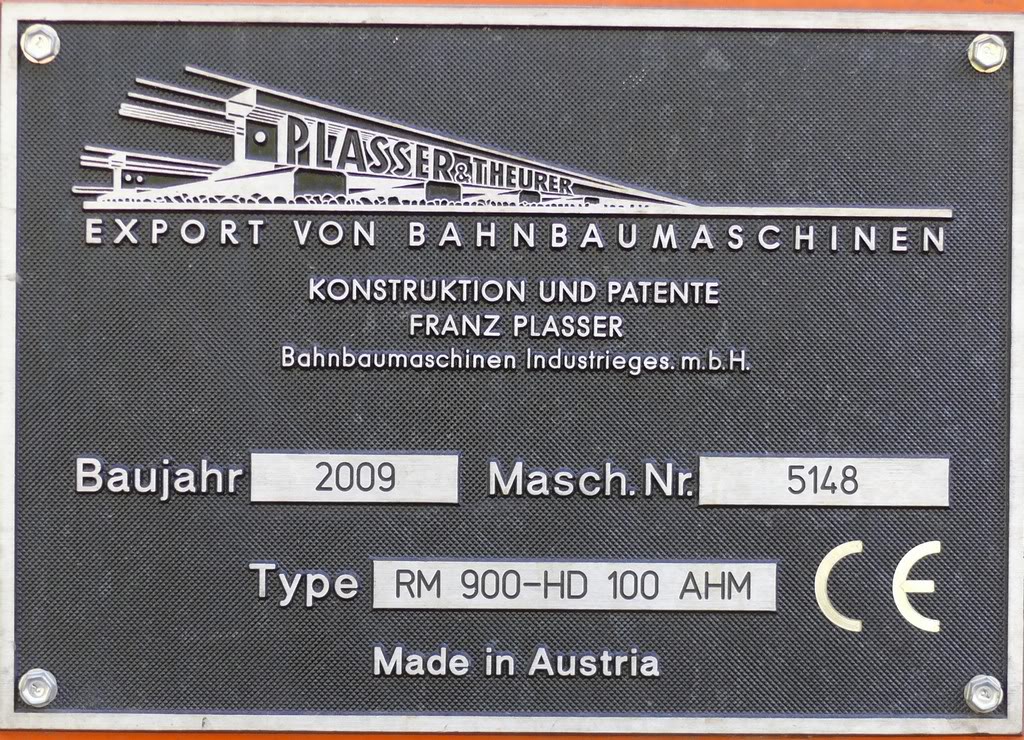 PLASSER & THEURER
EXPORT VON BAHNBAUMASCHINEN
KONSTRUKTION UND PATENTE
FRANZ PLASSER
Bahnbaumaschinen Industrieges.m.b.H.
Baujahr 2009 Masch.Nr. 5148
Type RM 900-HD 100 AHM CE
Made in Austria